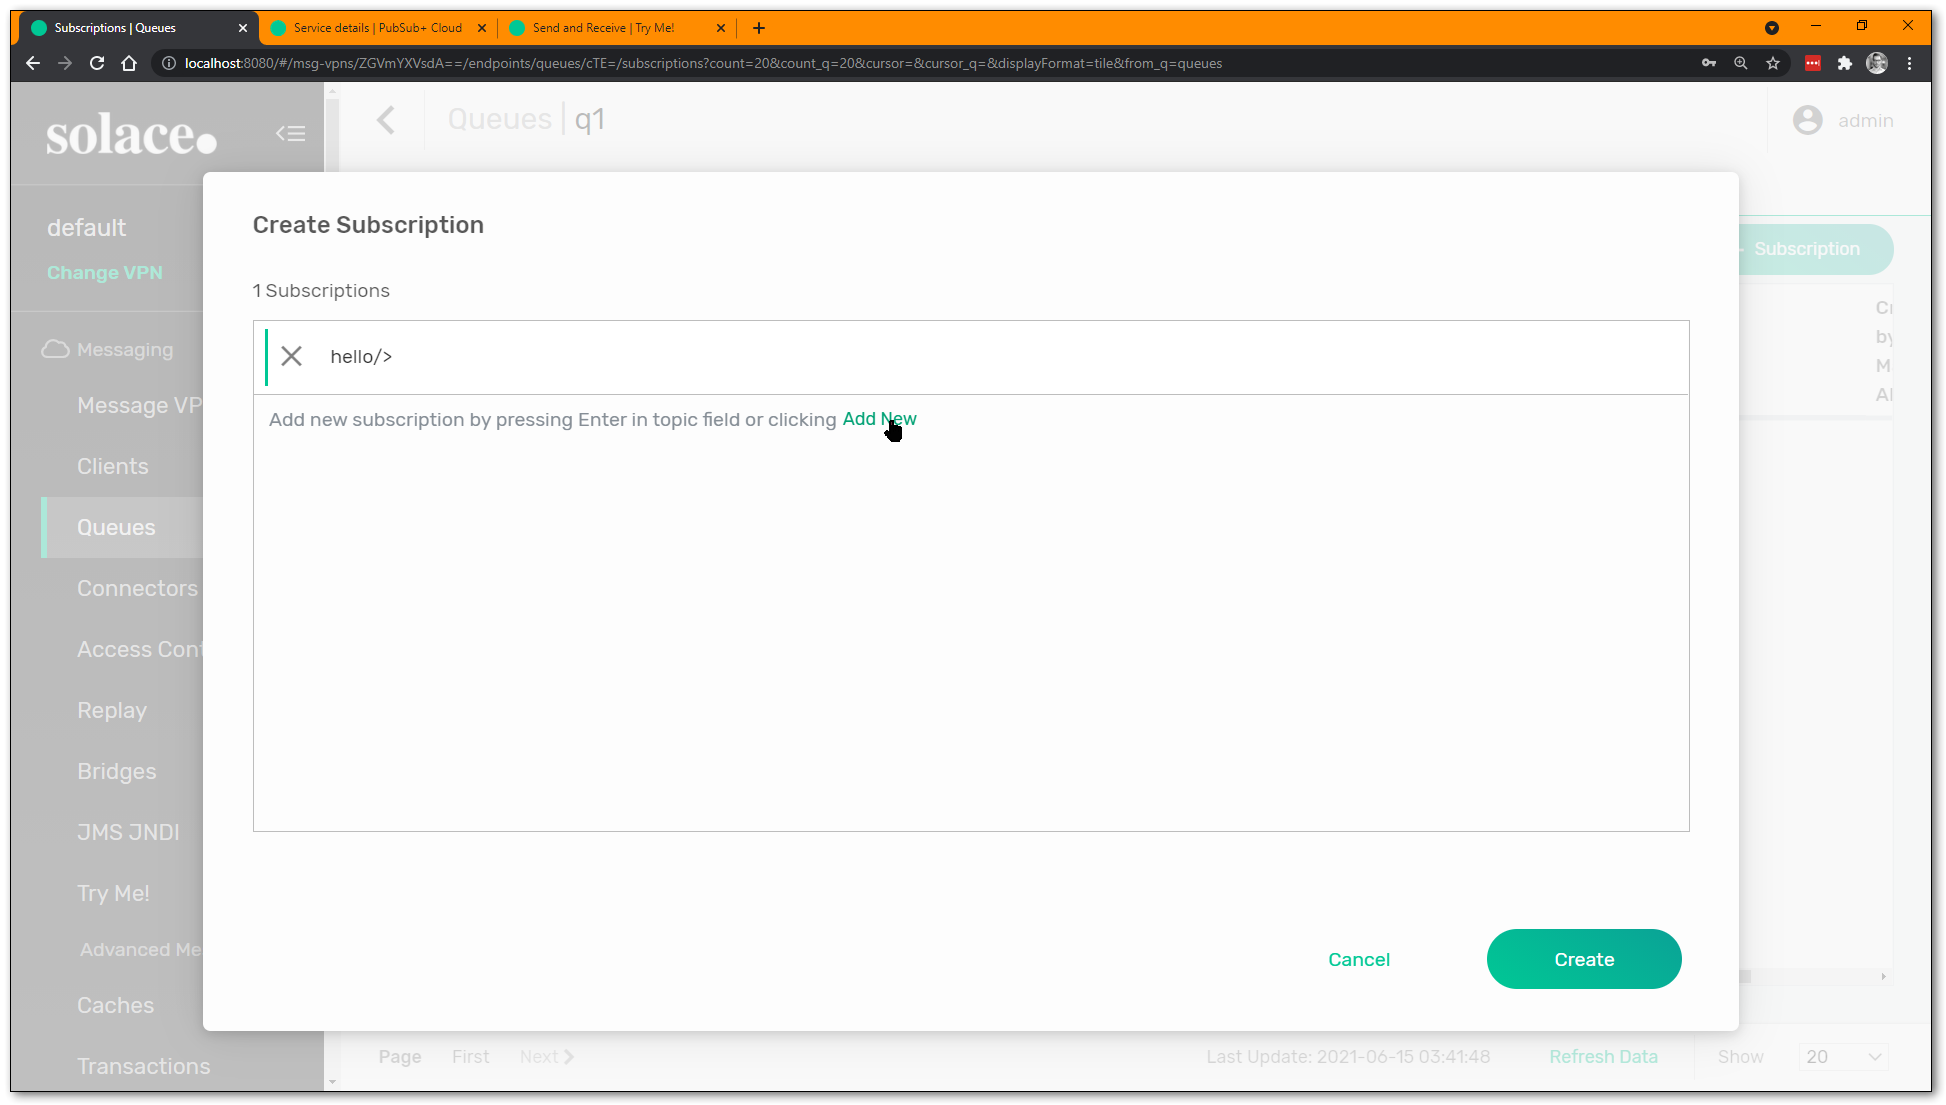 Subscriptions | Queues
Service details | PubSub+ Cloud
Send and Receive | Try Me!
localhost:8080/#/msg-vpns/ZGVmYXVsdA==/endpoints/queues/cTE=/subscriptions?count=20&count_q=20&cursor=&cursor_q=&displayFormat=tile&from_q=queues
solace.
Queues | q1
admin
default
Change VPN
Create Subscription
Subscription
1 Subscriptions
hello/>
Add new subscription by pressing Enter in topic field or clicking Add New
Messaging
Message VP
Clients
Queues
Connectors
Access Cont
Replay
Bridges
JMS JNDI
Try Me!
Advanced Me
Caches
Transactions
by
M
Cancel
Create
Page
First
Next
Last Update: 2021-06-15 03:41:48
Refresh Data
Show
20